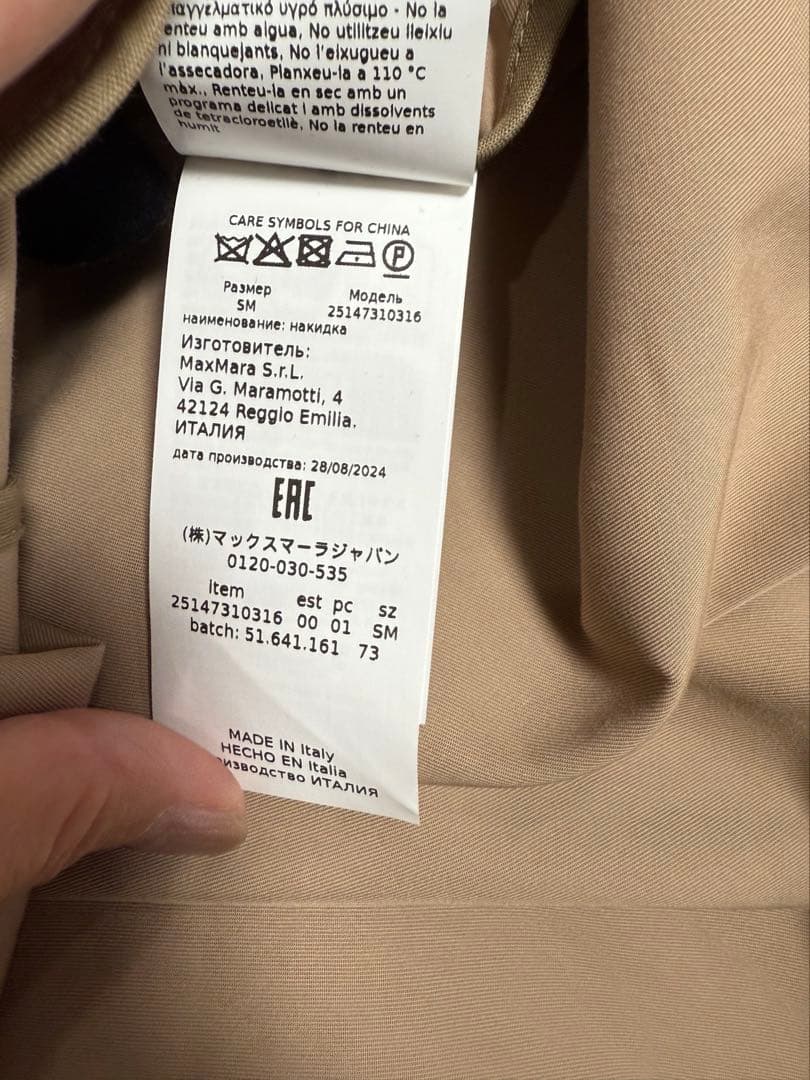 επαγγελματικό υγρό πλύσιμο - No la
enteu amb aigua, No utilitzeu lleixiu
ni blanquejants, No l'eixugueu a
l'assecadora, Planxeu-la a 110 °C
màx., Renteu-la en sec amb un
programa delicat i amb dissolvents
de tetracloroetilè, No la renteu en
humit
CARE SYMBOLS FOR CHINA
P
Размер Модель
SM 25147310316
наименование: накидка
Изготовитель:
MaxMara S.r.L.
Via G. Maramotti, 4
42124 Reggio Emilia.
ИТАЛИЯ
дата производства: 28/08/2024
EAC
(株)マックスマーラジャパン
0120-030-535
item est pc sz
25147310316 00 01 SM
batch: 51.641.161 73
MADE IN Italy
HECHO EN Italia
изводство ИТАЛИЯ